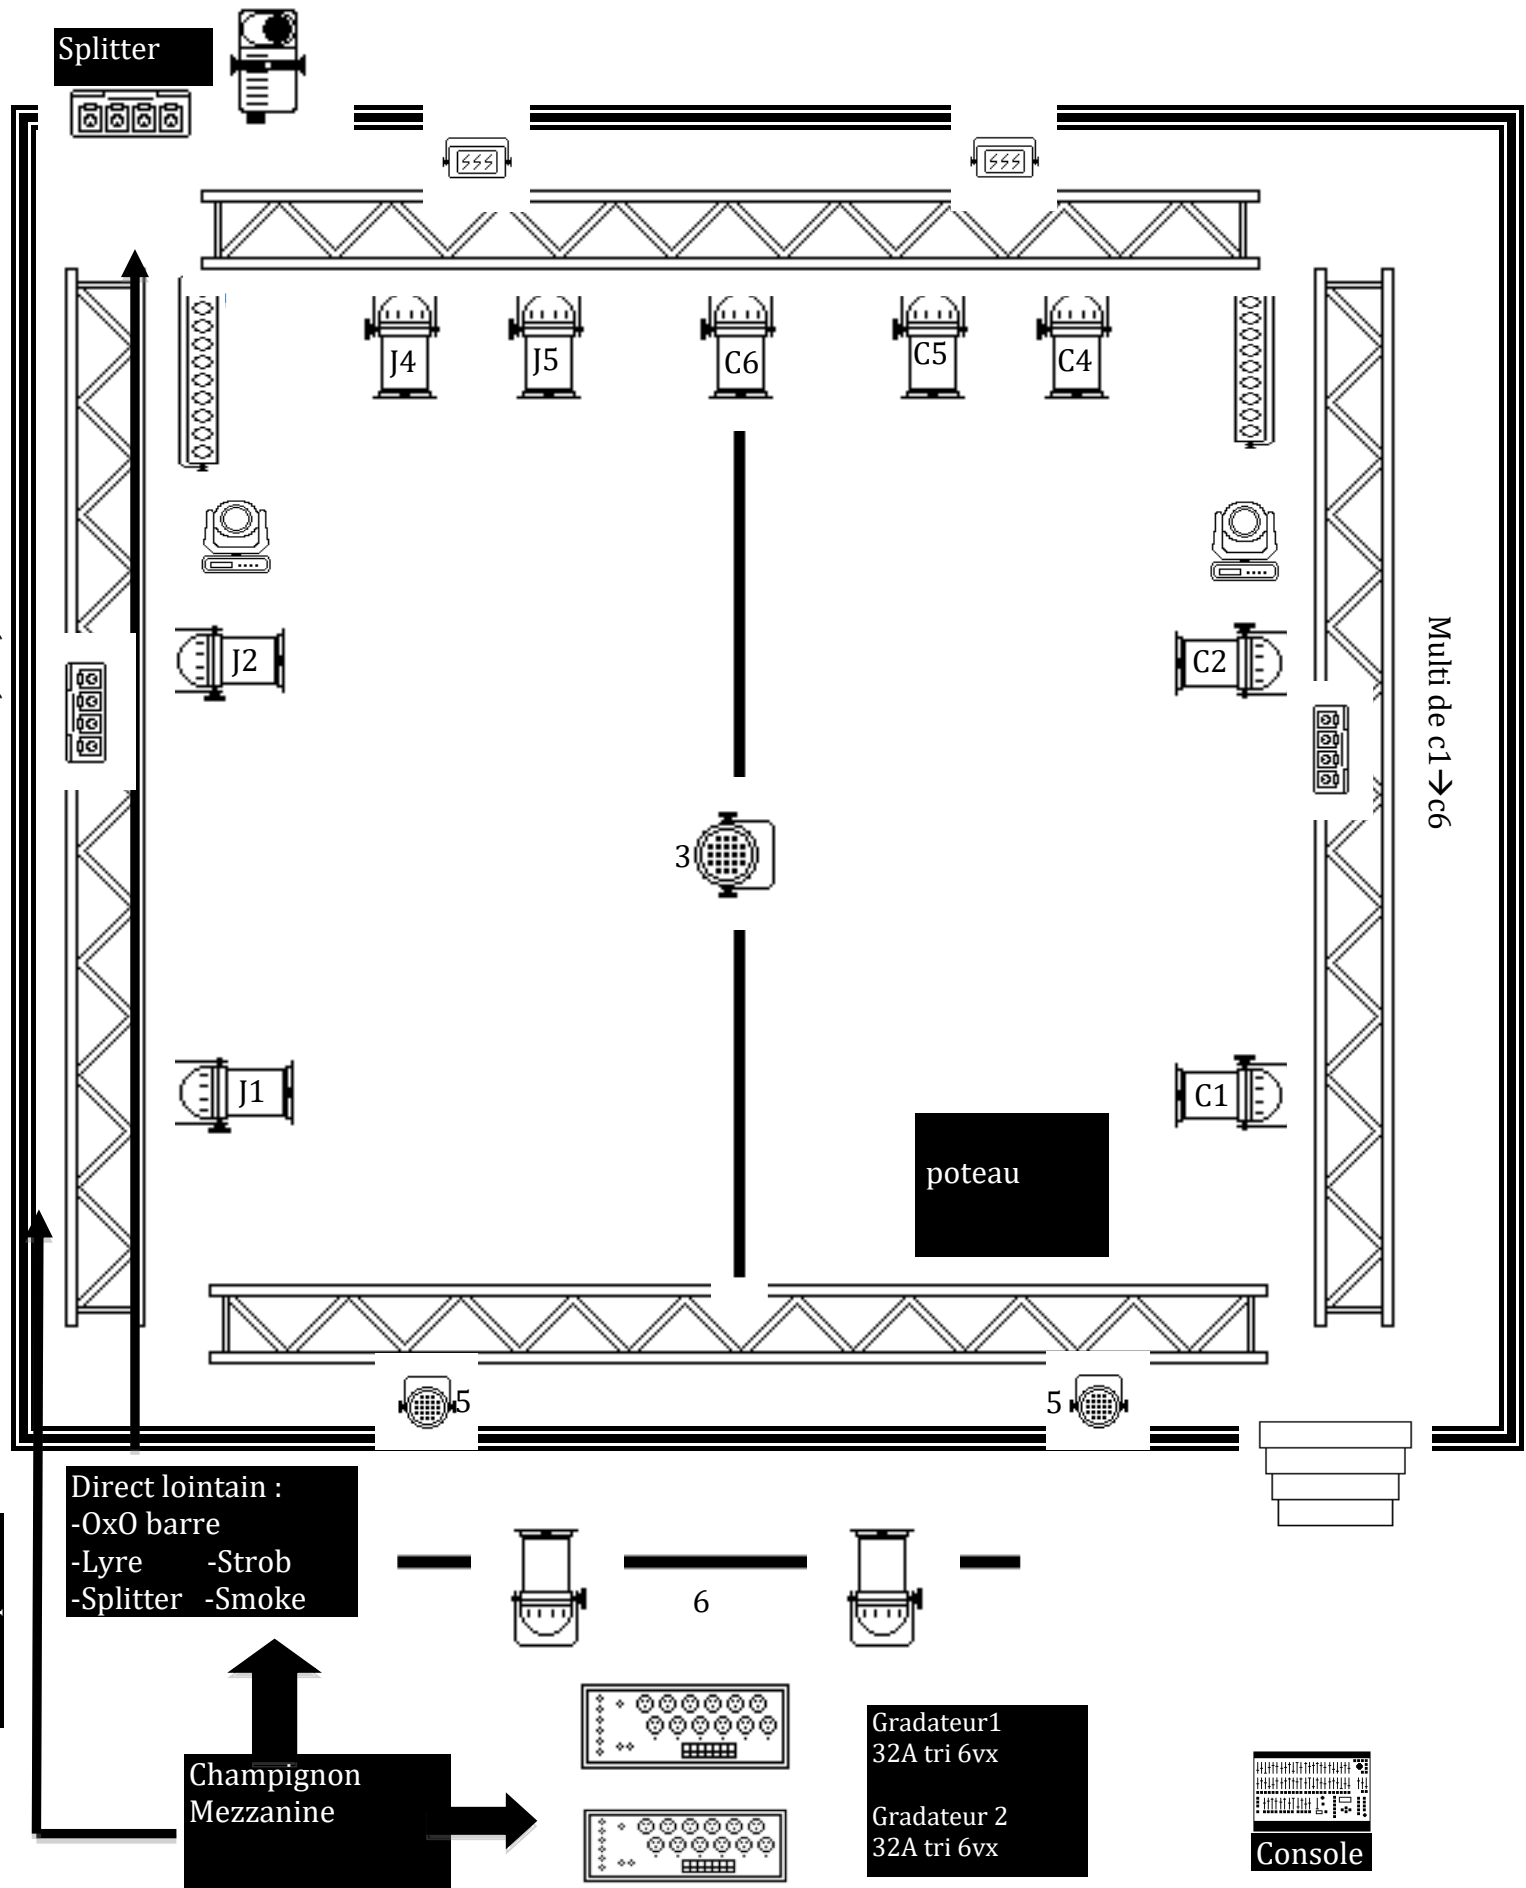 Splitter
J4
J5
C6
C5
C4
J2
C2
Multi de c1→c6
3
J1
C1
poteau
5
5
Direct lointain :
-OxO barre
-Lyre -Strob
-Splitter -Smoke
6
Gradateur1
32A tri 6vx
Gradateur 2
32A tri 6vx
Champignon
Mezzanine
Console